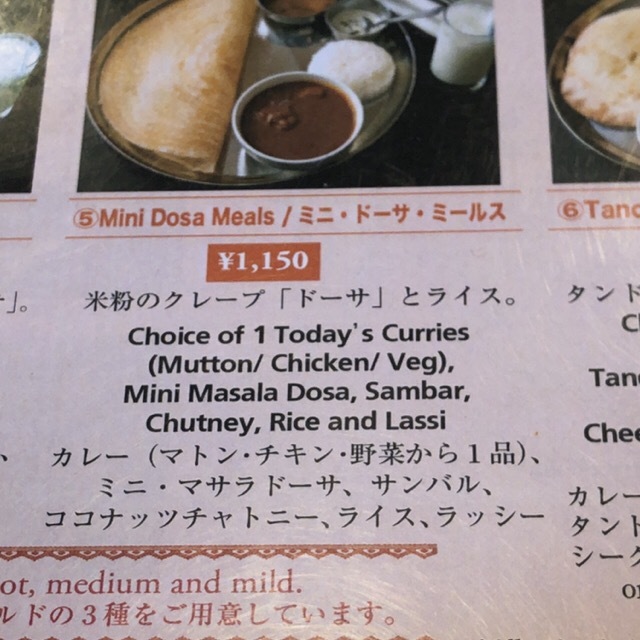 ⑤Mini Dosa Meals / ミニ・ドーサ・ミールス
¥1,150
米粉のクレープ「ドーサ」とライス。
Choice of 1 Today's Curries
(Mutton/ Chicken/ Veg),
Mini Masala Dosa, Sambar,
Chutney, Rice and Lassi
カレー（マトン・チキン・野菜から１品）、
ミニ・マサラドーサ、サンバル、
ココナッツチャトニー、ライス、ラッシー
ot, medium and mild.
ルドの３種をご用意しています。
⑥Tand
タンド
Tand
Chee
カレー
タンド
シーク